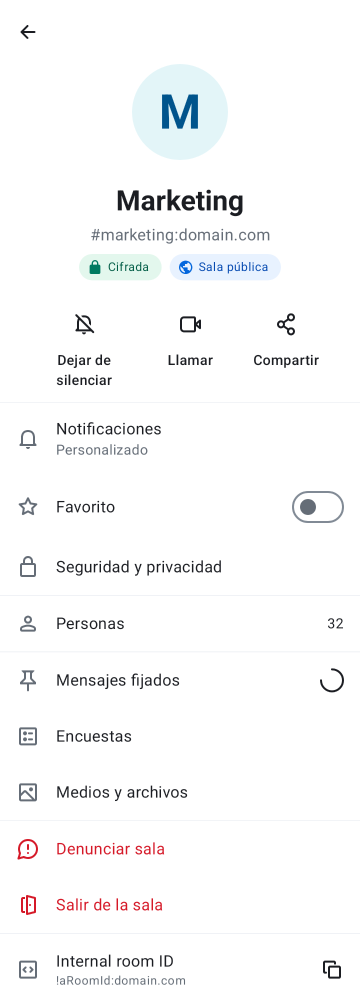 M
Marketing
#marketing:domain.com
Cifrada
Sala pública
Dejar de
silenciar
Llamar
Compartir
Notificaciones
Personalizado
Favorito
Seguridad y privacidad
Personas
32
Mensajes fijados
Encuestas
Medios y archivos
Denunciar sala
Salir de la sala
Internal room ID
!aRoomId:domain.com